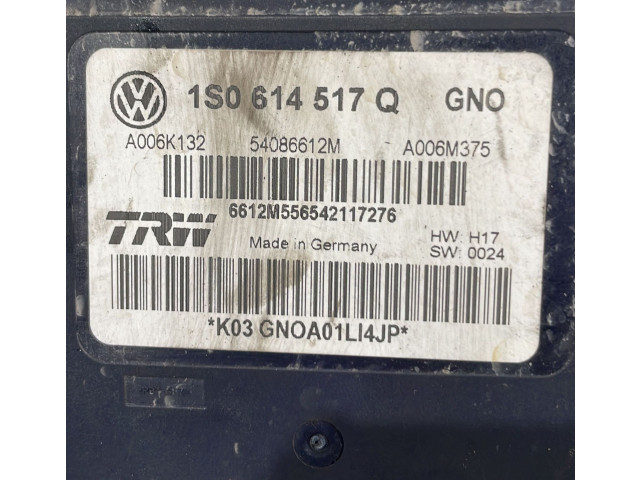 1S0 614 517 Q GNO
A006K132 54086612M A006M375
6612M556542117276
TRW Made in Germany HW: H17
SW: 0024
*K03 GNOA01LI4JP*